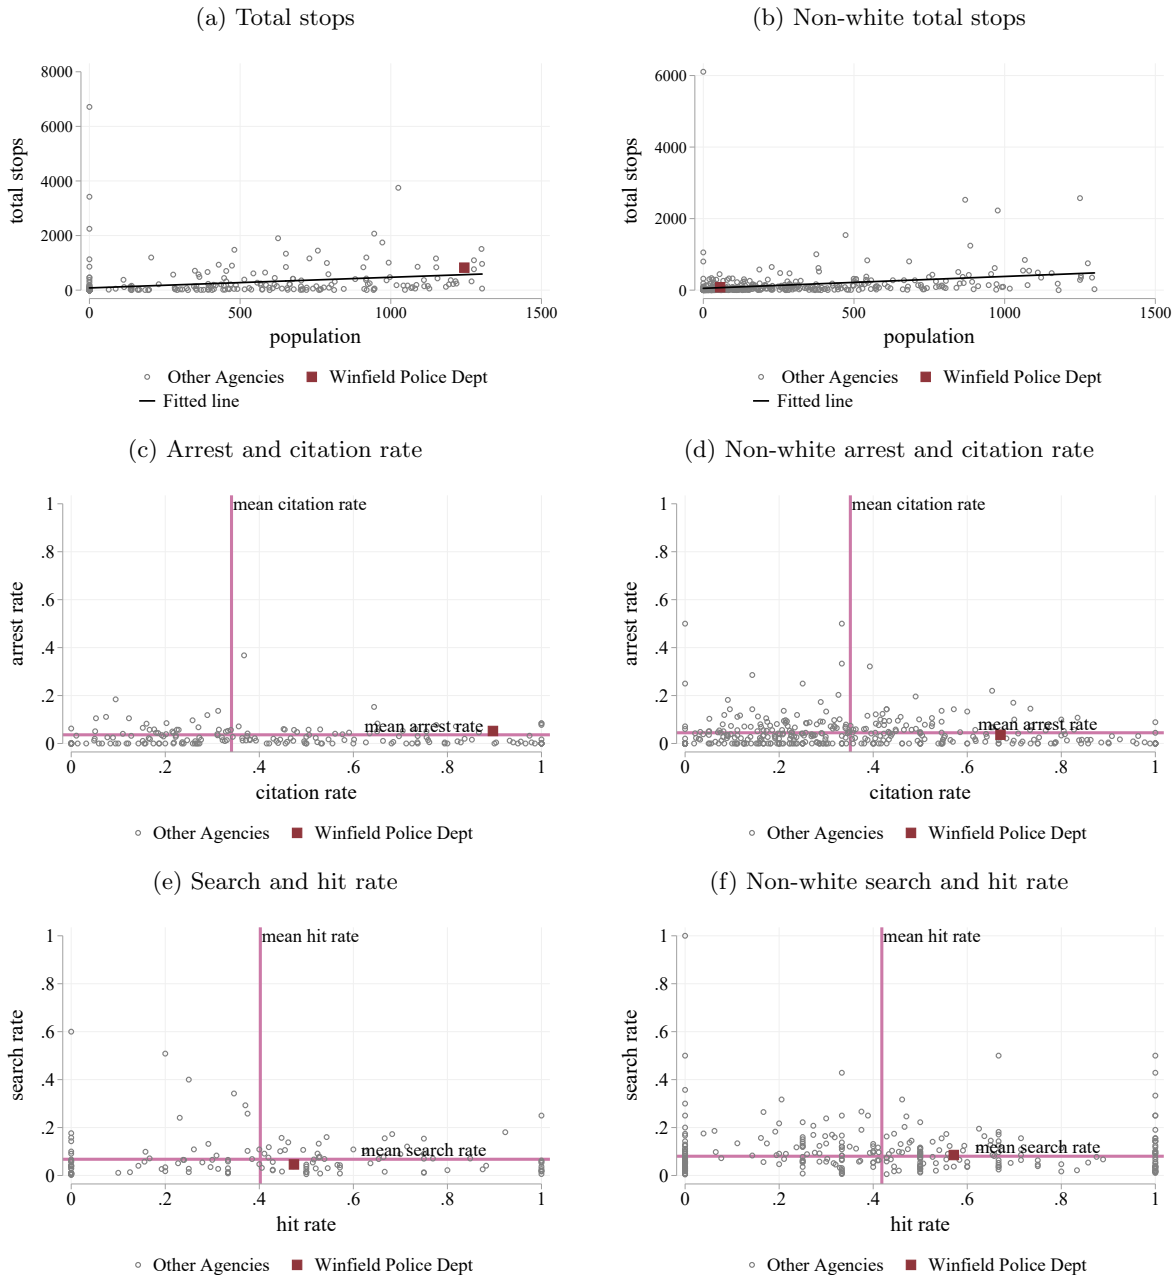 (a) Total stops
(b) Non-white total stops
8000
6000
4000
2000
0
total stops
0 500 1000 1500
population
Other Agencies Winfield Police Dept
Fitted line
6000
4000
2000
0
total stops
0 500 1000 1500
population
Other Agencies Winfield Police Dept
Fitted line
(c) Arrest and citation rate
(d) Non-white arrest and citation rate
1
.8
.6
.4
.2
0
arrest rate
mean citation rate
mean arrest rate
0 .2 .4 .6 .8 1
citation rate
Other Agencies Winfield Police Dept
1
.8
.6
.4
.2
0
arrest rate
mean citation rate
mean arrest rate
0 .2 .4 .6 .8 1
citation rate
Other Agencies Winfield Police Dept
(e) Search and hit rate
(f) Non-white search and hit rate
1
.8
.6
.4
.2
0
search rate
mean hit rate
mean search rate
0 .2 .4 .6 .8 1
hit rate
Other Agencies Winfield Police Dept
1
.8
.6
.4
.2
0
search rate
mean hit rate
mean search rate
0 .2 .4 .6 .8 1
hit rate
Other Agencies Winfield Police Dept